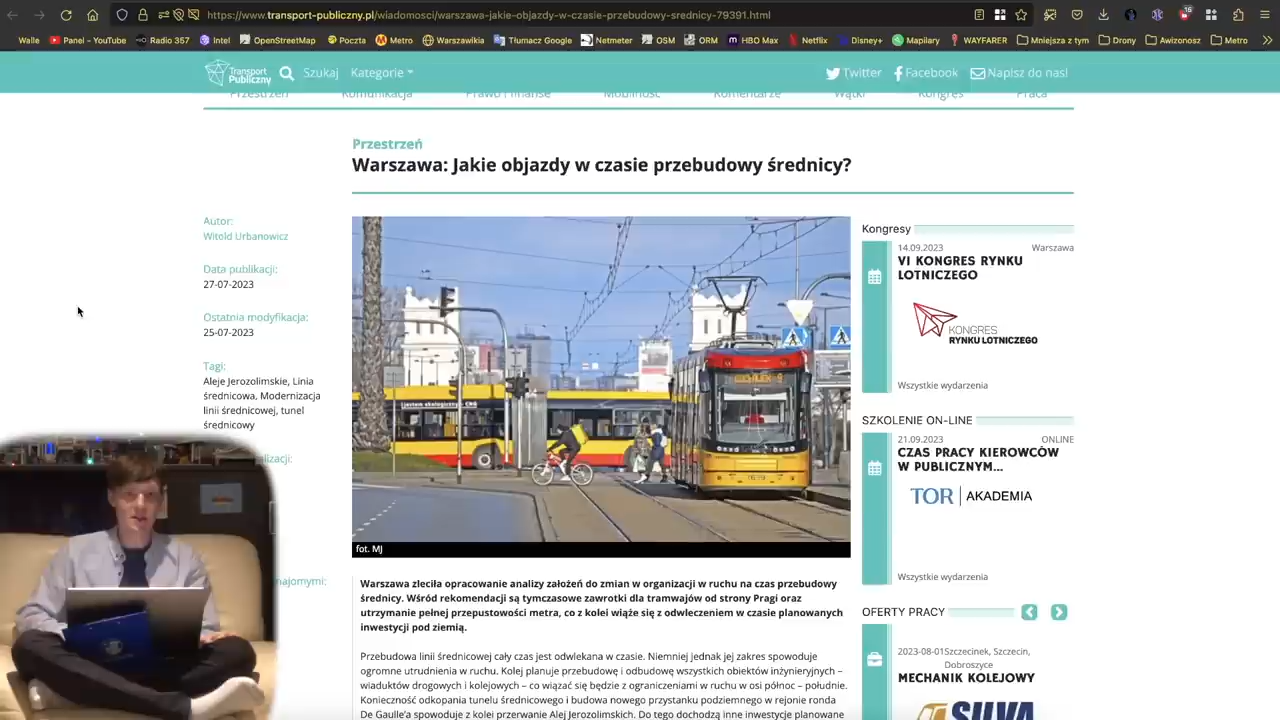 https://www.transport-publiczny.pl/wiadomosci/warszawa-jakie-objazdy-w-czasie-przebudowy-srednicy-79391.html
Walle Panel - YouTube Radio 357 Intel OpenStreetMap Poczta Metro Warszawikia Tłumacz Google Netmeter OSM ORM HBO Max Netflix Disney+ Mapilary WAYFARER Mniejsza z tym Drony Awizonosz Metro
Transport Publiczny Szukaj Kategorie Twitter Facebook Napisz do nas!
Przestrzeń Komunikacja Prawo i finanse Mobilność Komentarze Wątki Kongres Praca
Przestrzeń
Warszawa: Jakie objazdy w czasie przebudowy średnicy?
Autor:
Witold Urbanowicz
Data publikacji:
27-07-2023
Ostatnia modyfikacja:
25-07-2023
Tagi:
Aleje Jerozolimskie, Linia
średnicowa, Modernizacja
linii średnicowej, tunel
średnicowy
najomymi:
fot. MJ
Warszawa zleciła opracowanie analizy założeń do zmian w organizacji w ruchu na czas przebudowy
średnicy. Wśród rekomendacji są tymczasowe zawrotki dla tramwajów od strony Pragi oraz
utrzymanie pełnej przepustowości metra, co z kolei wiąże się z odwleczeniem w czasie planowanych
inwestycji pod ziemią.
Przebudowa linii średnicowej cały czas jest odwlekana w czasie. Niemniej jednak jej zakres spowoduje
ogromne utrudnienia w ruchu. Kolej planuje przebudowę i odbudowę wszystkich obiektów inżynieryjnych –
wiaduktów drogowych i kolejowych – co wiązać się będzie z ograniczeniami w ruchu w osi północ – południe.
Konieczność odkopania tunelu średnicowego i budowa nowego przystanku podziemnego w rejonie ronda
De Gaulle'a spowoduje z kolei przerwanie Alej Jerozolimskich. Do tego dochodzą inne inwestycje planowane
Kongresy
14.09.2023 Warszawa
VI KONGRES RYNKU
LOTNICZEGO
KONGRES
RYNKU LOTNICZEGO
Wszystkie wydarzenia
SZKOLENIE ON-LINE
21.09.2023 ONLINE
CZAS PRACY KIEROWCÓW
W PUBLICZNYM...
TOR AKADEMIA
Wszystkie wydarzenia
OFERTY PRACY
2023-08-01Szczecinek, Szczecin,
Dobroszyce
MECHANIK KOLEJOWY
SILVA